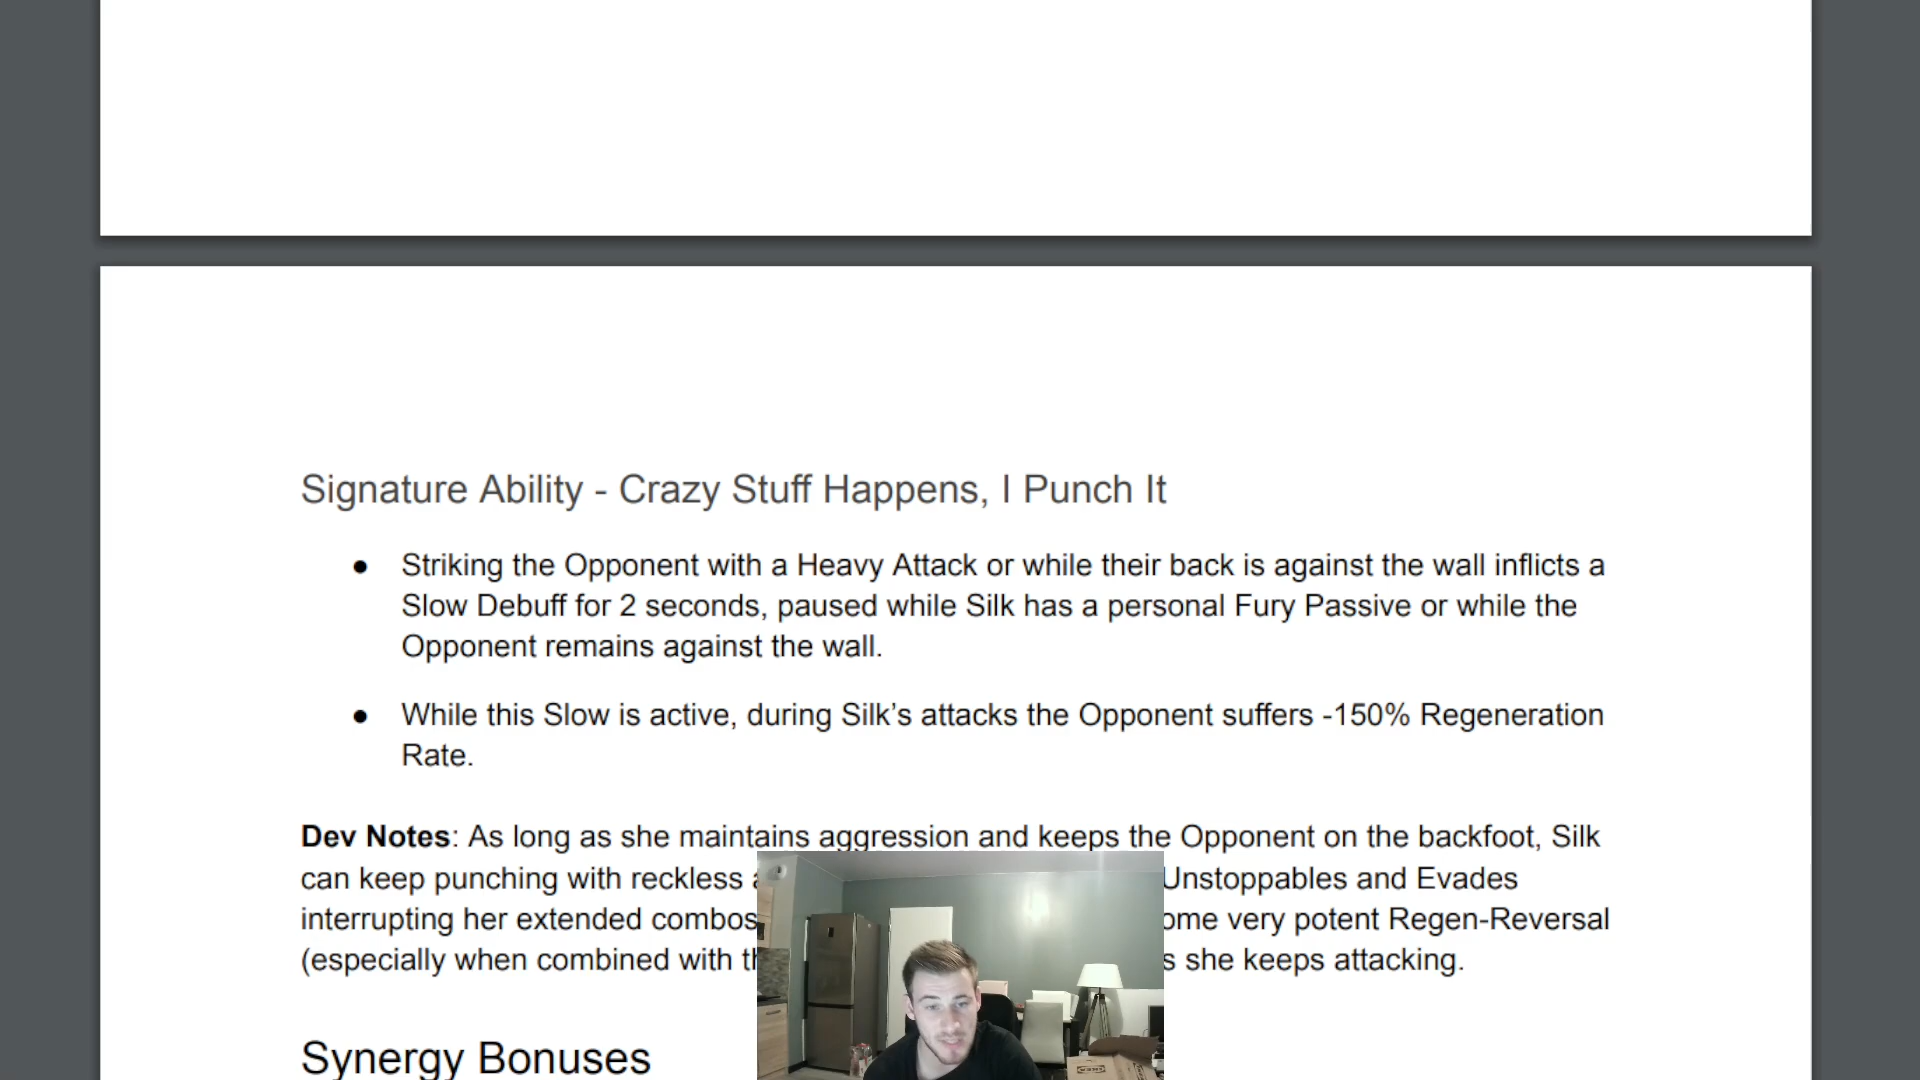 Signature Ability - Crazy Stuff Happens, I Punch It
● Striking the Opponent with a Heavy Attack or while their back is against the wall inflicts a
Slow Debuff for 2 seconds, paused while Silk has a personal Fury Passive or while the
Opponent remains against the wall.
● While this Slow is active, during Silk’s attacks the Opponent suffers -150% Regeneration
Rate.
Dev Notes: As long as she maintains aggression and keeps the Opponent on the backfoot, Silk
can keep punching with reckless Unstoppables and Evades
interrupting her extended combos very potent Regen-Reversal
(especially when combined with she keeps attacking.
Synergy Bonuses